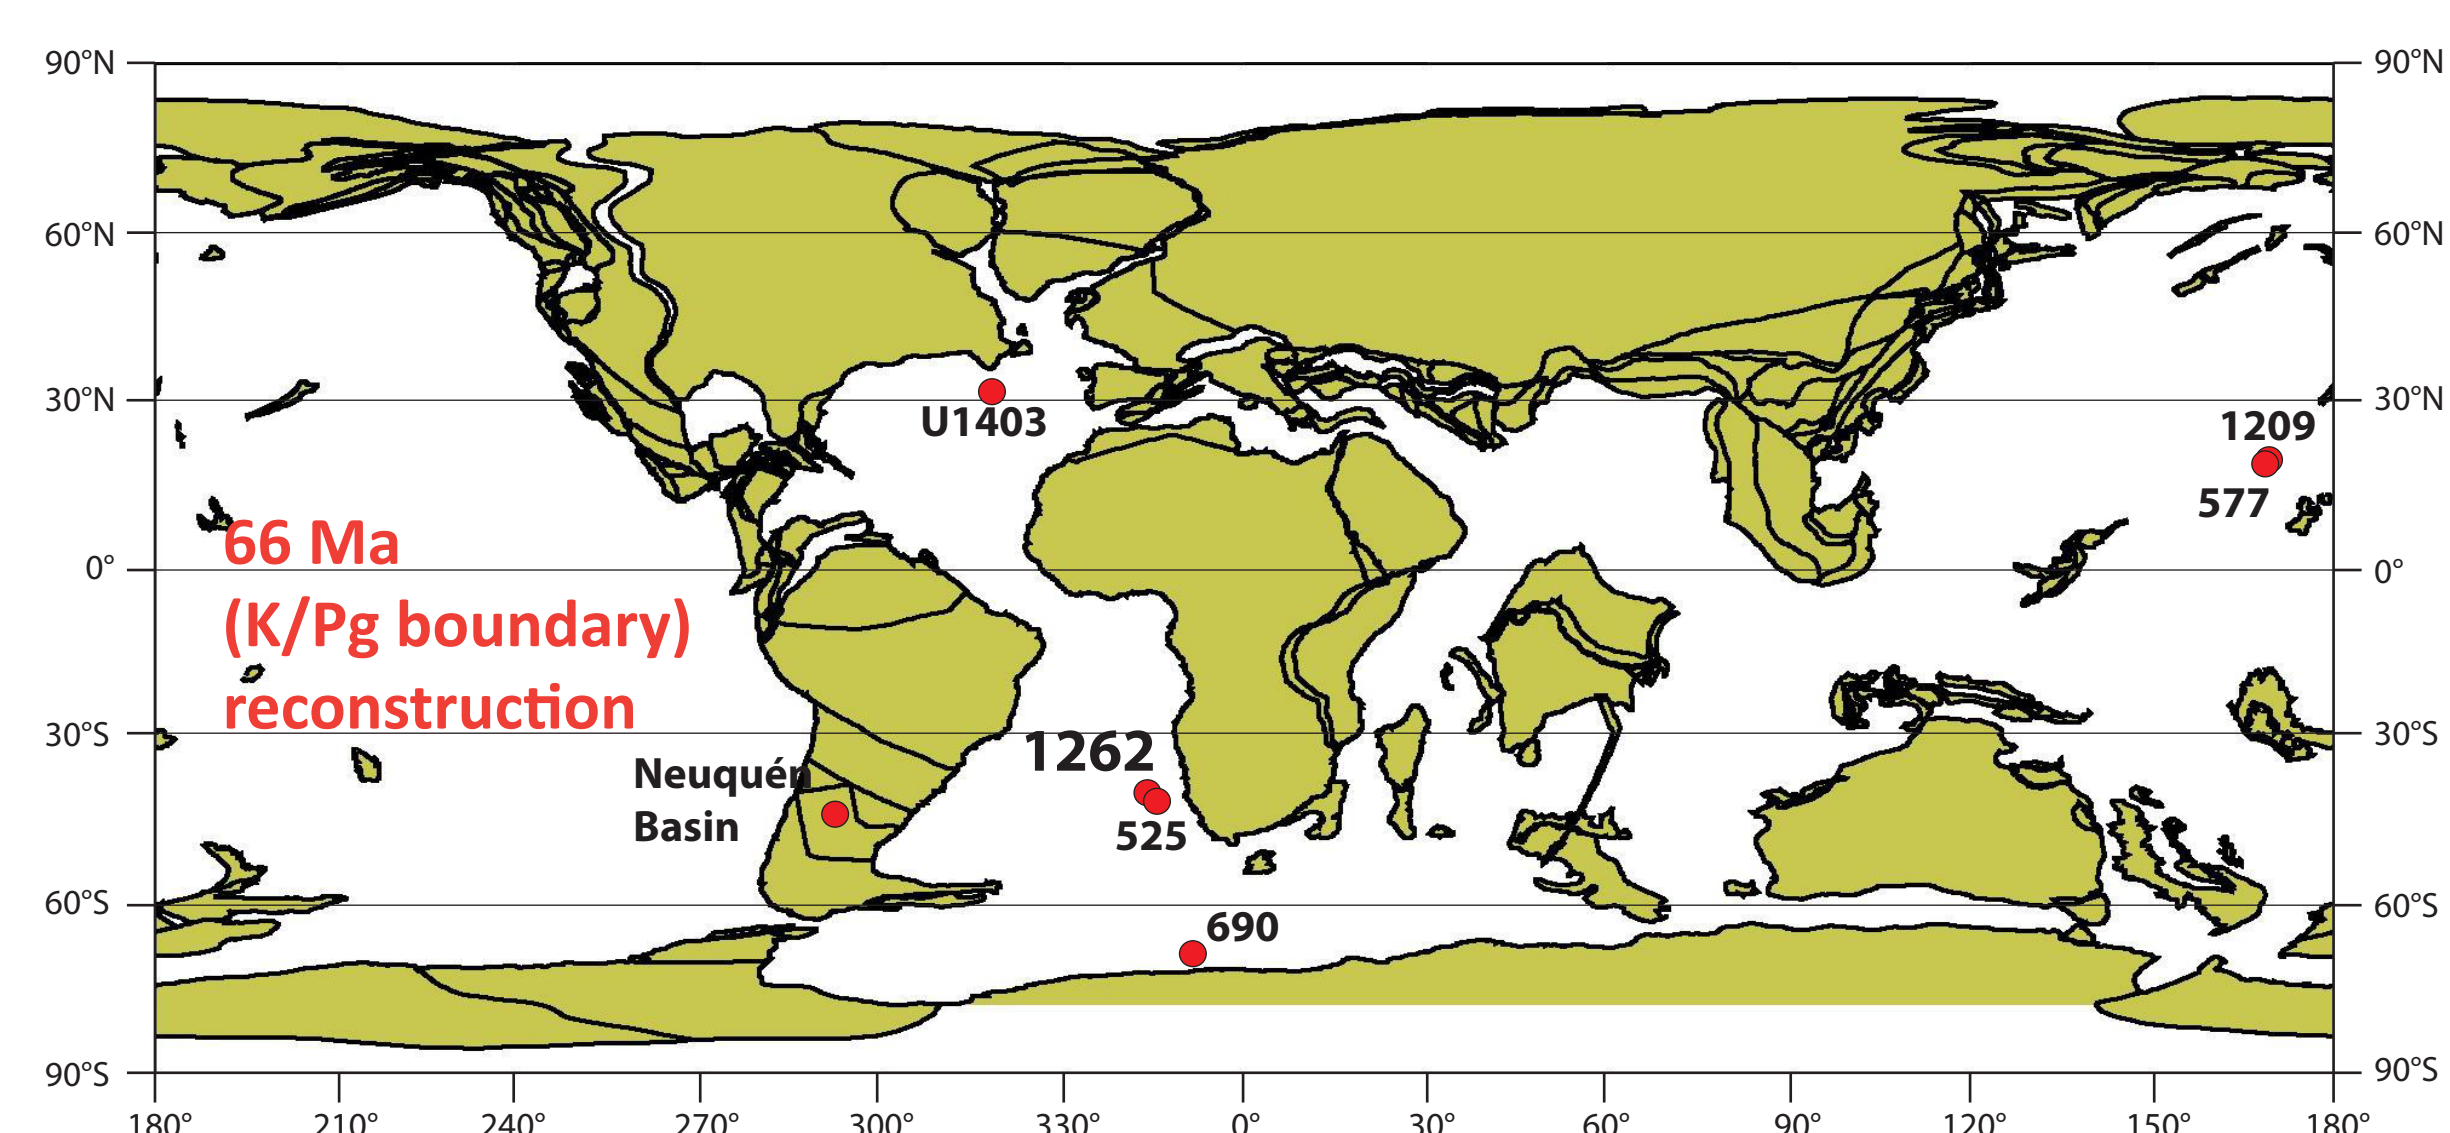 90°N
90°N
60°N
60°N
30°N
30°N
U1403
1209
577
66 Ma
0°
0°
(K/Pg boundary)
reconstruction
30°S
30°S
1262
Neuquén
Basin
525
60°S
60°S
690
90°S
90°S
180° 210° 240° 270° 300° 330° 0° 30° 60° 90° 120° 150° 180°